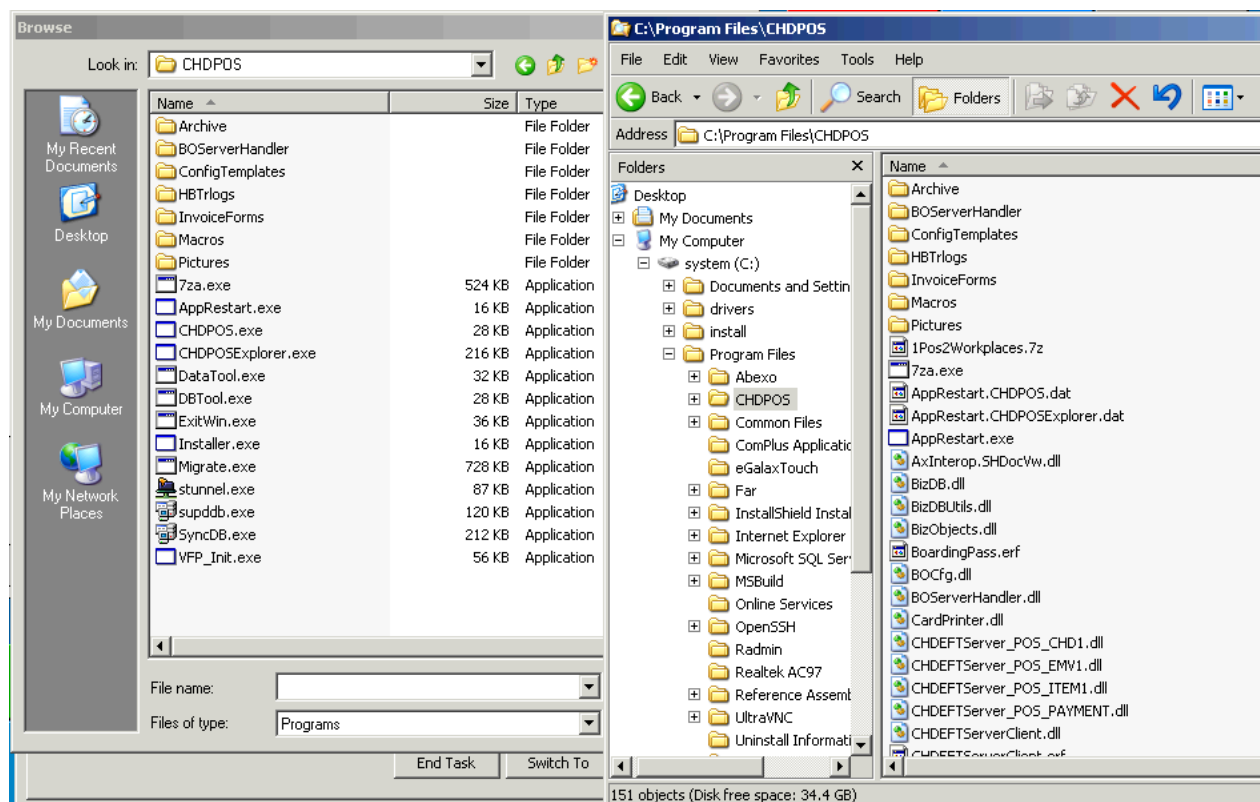 Browse
Look in: CHDPOS
My Recent Documents
Desktop
My Documents
My Computer
My Network Places
Name Size Type
Archive File Folder
BOServerHandler File Folder
ConfigTemplates File Folder
HBTrlogs File Folder
InvoiceForms File Folder
Macros File Folder
Pictures File Folder
7za.exe 524 KB Application
AppRestart.exe 16 KB Application
CHDPOS.exe 28 KB Application
CHDPOSExplorer.exe 216 KB Application
DataTool.exe 32 KB Application
DBTool.exe 28 KB Application
ExitWin.exe 36 KB Application
Installer.exe 16 KB Application
Migrate.exe 728 KB Application
stunnel.exe 87 KB Application
supddb.exe 120 KB Application
SyncDB.exe 212 KB Application
VFP_Init.exe 56 KB Application
File name:
Files of type: Programs
End Task Switch To
C:\Program Files\CHDPOS
File Edit View Favorites Tools Help
Back Search Folders
Address C:\Program Files\CHDPOS
Folders
Desktop
My Documents
My Computer
system (C:)
Documents and Settin
drivers
install
Program Files
Abexo
CHDPOS
Common Files
ComPlus Applicatic
eGalaxTouch
Far
InstallShield Instal
Internet Explorer
Microsoft SQL Ser
MSBuild
Online Services
OpenSSH
Radmin
Realtek AC97
Reference Assemb
UltraVNC
Uninstall Informati
Name
Archive
BOServerHandler
ConfigTemplates
HBTrlogs
InvoiceForms
Macros
Pictures
1Pos2Workplaces.7z
7za.exe
AppRestart.CHDPOS.dat
AppRestart.CHDPOSExplorer.dat
AppRestart.exe
AxInterop.SHDocVw.dll
BizDB.dll
BizDBUtils.dll
BizObjects.dll
BoardingPass.erf
BOCfg.dll
BOServerHandler.dll
CardPrinter.dll
CHDEFTServer_POS_CHD1.dll
CHDEFTServer_POS_EMV1.dll
CHDEFTServer_POS_ITEM1.dll
CHDEFTServer_POS_PAYMENT.dll
CHDEFTServerClient.dll
CHDEFTServerClient.erf
151 objects (Disk free space: 34.4 GB)